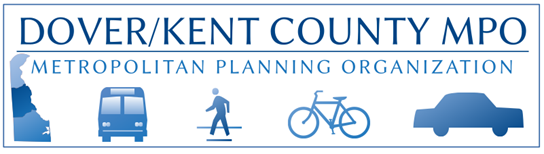 DOVER/KENT COUNTY MPO
METROPOLITAN PLANNING ORGANIZATION